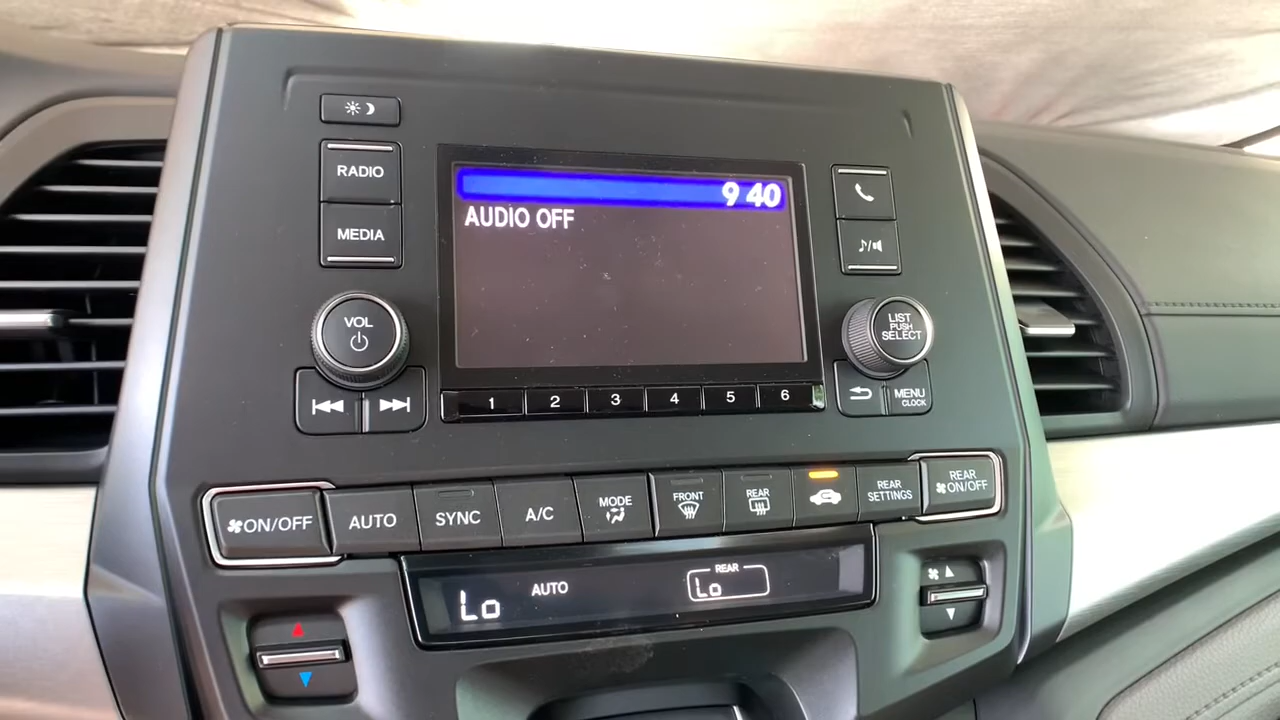 RADIO
MEDIA
9 40
AUDIO OFF
VOL
LIST
PUSH
SELECT
MENU
CLOCK
1 2 3 4 5 6
ON/OFF
AUTO
SYNC
A/C
MODE
FRONT
REAR
REAR
SETTINGS
REAR
ON/OFF
Lo
AUTO
REAR
Lo